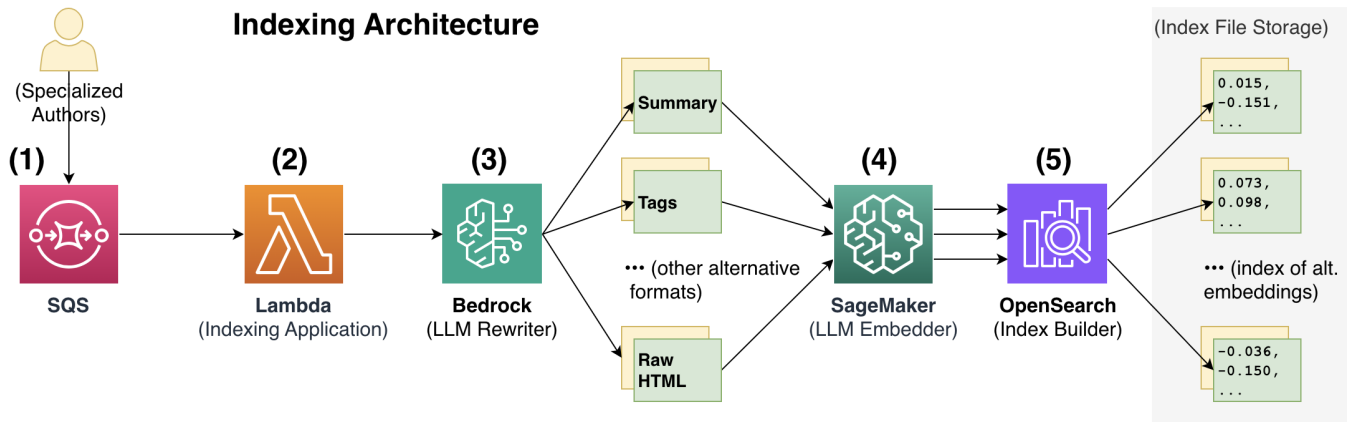 Indexing Architecture
(Index File Storage)
(Specialized
Authors)
(1)
(2)
(3)
(4)
(5)
SQS
Lambda
(Indexing Application)
Bedrock
(LLM Rewriter)
Summary
Tags
... (other alternative
formats)
Raw
HTML
SageMaker
(LLM Embedder)
OpenSearch
(Index Builder)
0.015,
-0.151,
...
0.073,
0.098,
...
... (index of alt.
embeddings)
-0.036,
-0.150,
...